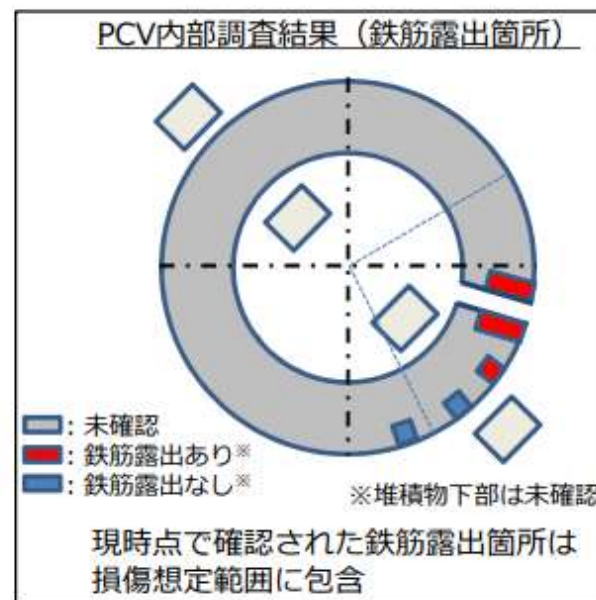 PCV内部調査結果（鉄筋露出箇所）
：未確認
：鉄筋露出あり※
：鉄筋露出なし※
※堆積物下部は未確認
現時点で確認された鉄筋露出箇所は
損傷想定範囲に包含